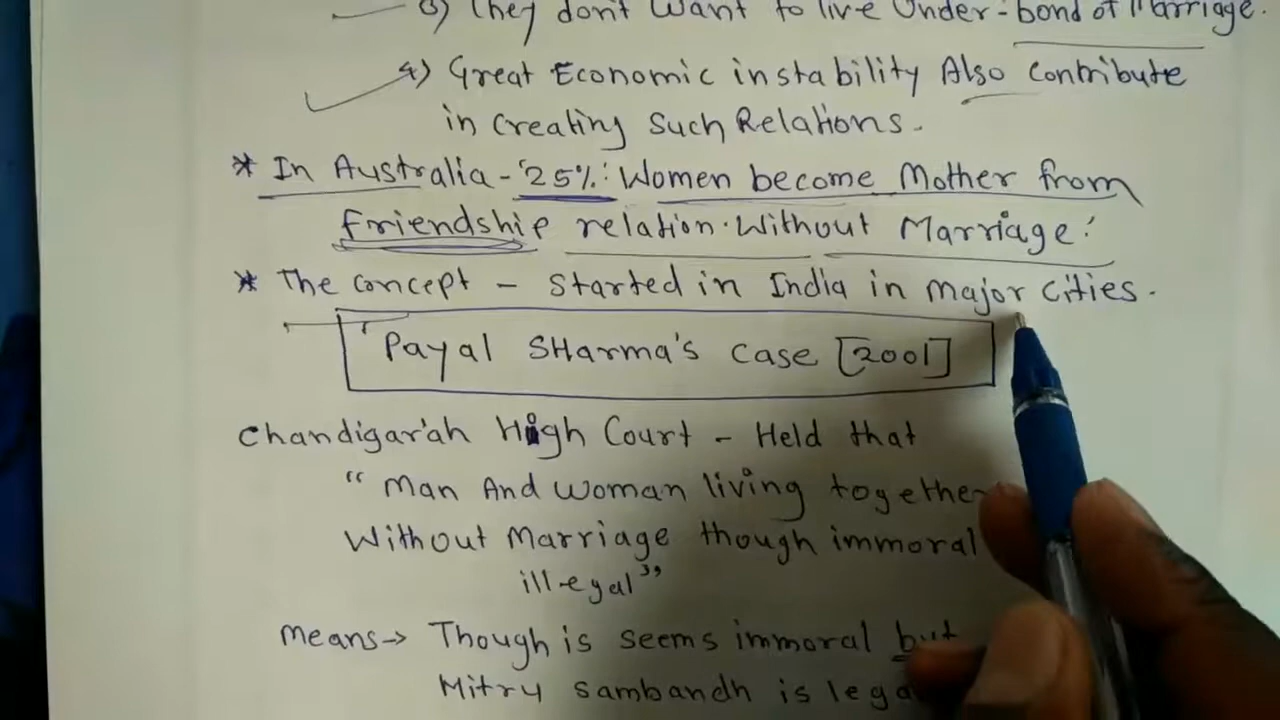 3) They don't want to live Under-bond of Marriage.
4) Great Economic instability Also Contribute
in Creating Such Relations.
* In Australia - '25%' Women become Mother from
friendship relation. Without Marriage.'
* The Concept - Started in India in major cities.
Payal SHarma's case [2001]
Chandigarah High Court - Held that
" Man And Woman living together
Without Marriage though immoral
illegal"
Means → Though is seems immoral but
Mitry sambandh is